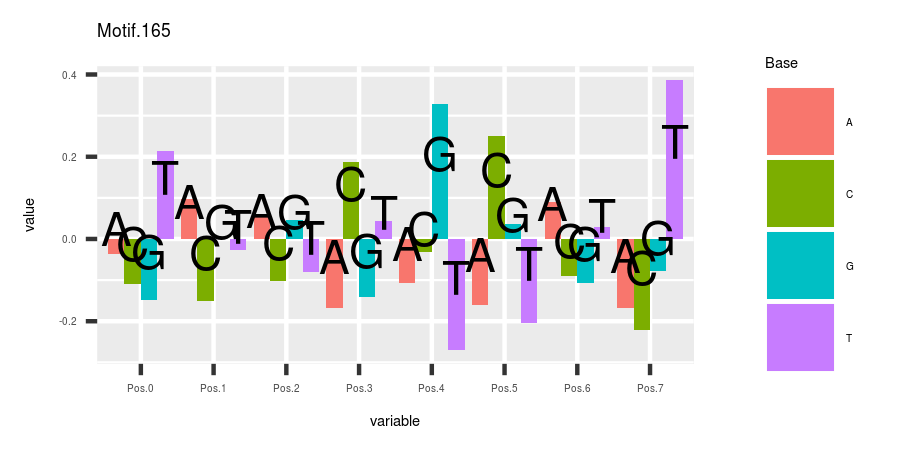 Motif.165
value
0.4
0.2
0.0
-0.2
A C G T A C G T A C G T A C G T A C G T A C G T A C G T A C G T
Pos.0 Pos.1 Pos.2 Pos.3 Pos.4 Pos.5 Pos.6 Pos.7
variable
Base
A
C
G
T